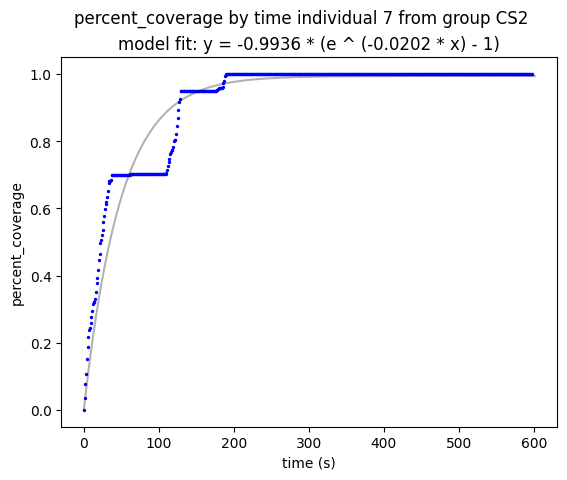 percent_coverage by time individual 7 from group CS2
model fit: y = -0.9936 * (e ^ (-0.0202 * x) - 1)
1.0
0.8
0.6
0.4
0.2
0.0
percent_coverage
0 100 200 300 400 500 600
time (s)